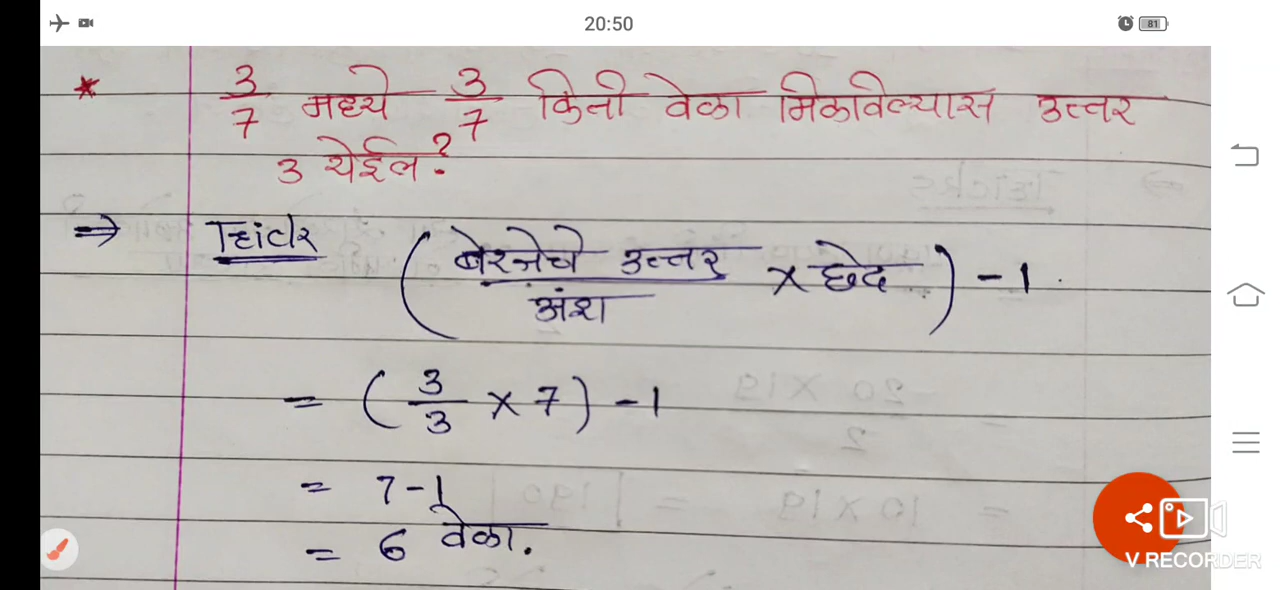 20:50
81
* 3/7 मध्ये 3/7 किती वेळा मिळविल्यास उत्तर
3 येईल?
⇒ (बेरजेचे उत्तर / अंश × छेद) - 1.
= (3/3 × 7) - 1
= 7-1
= 6 वेळा.
V RECORDER